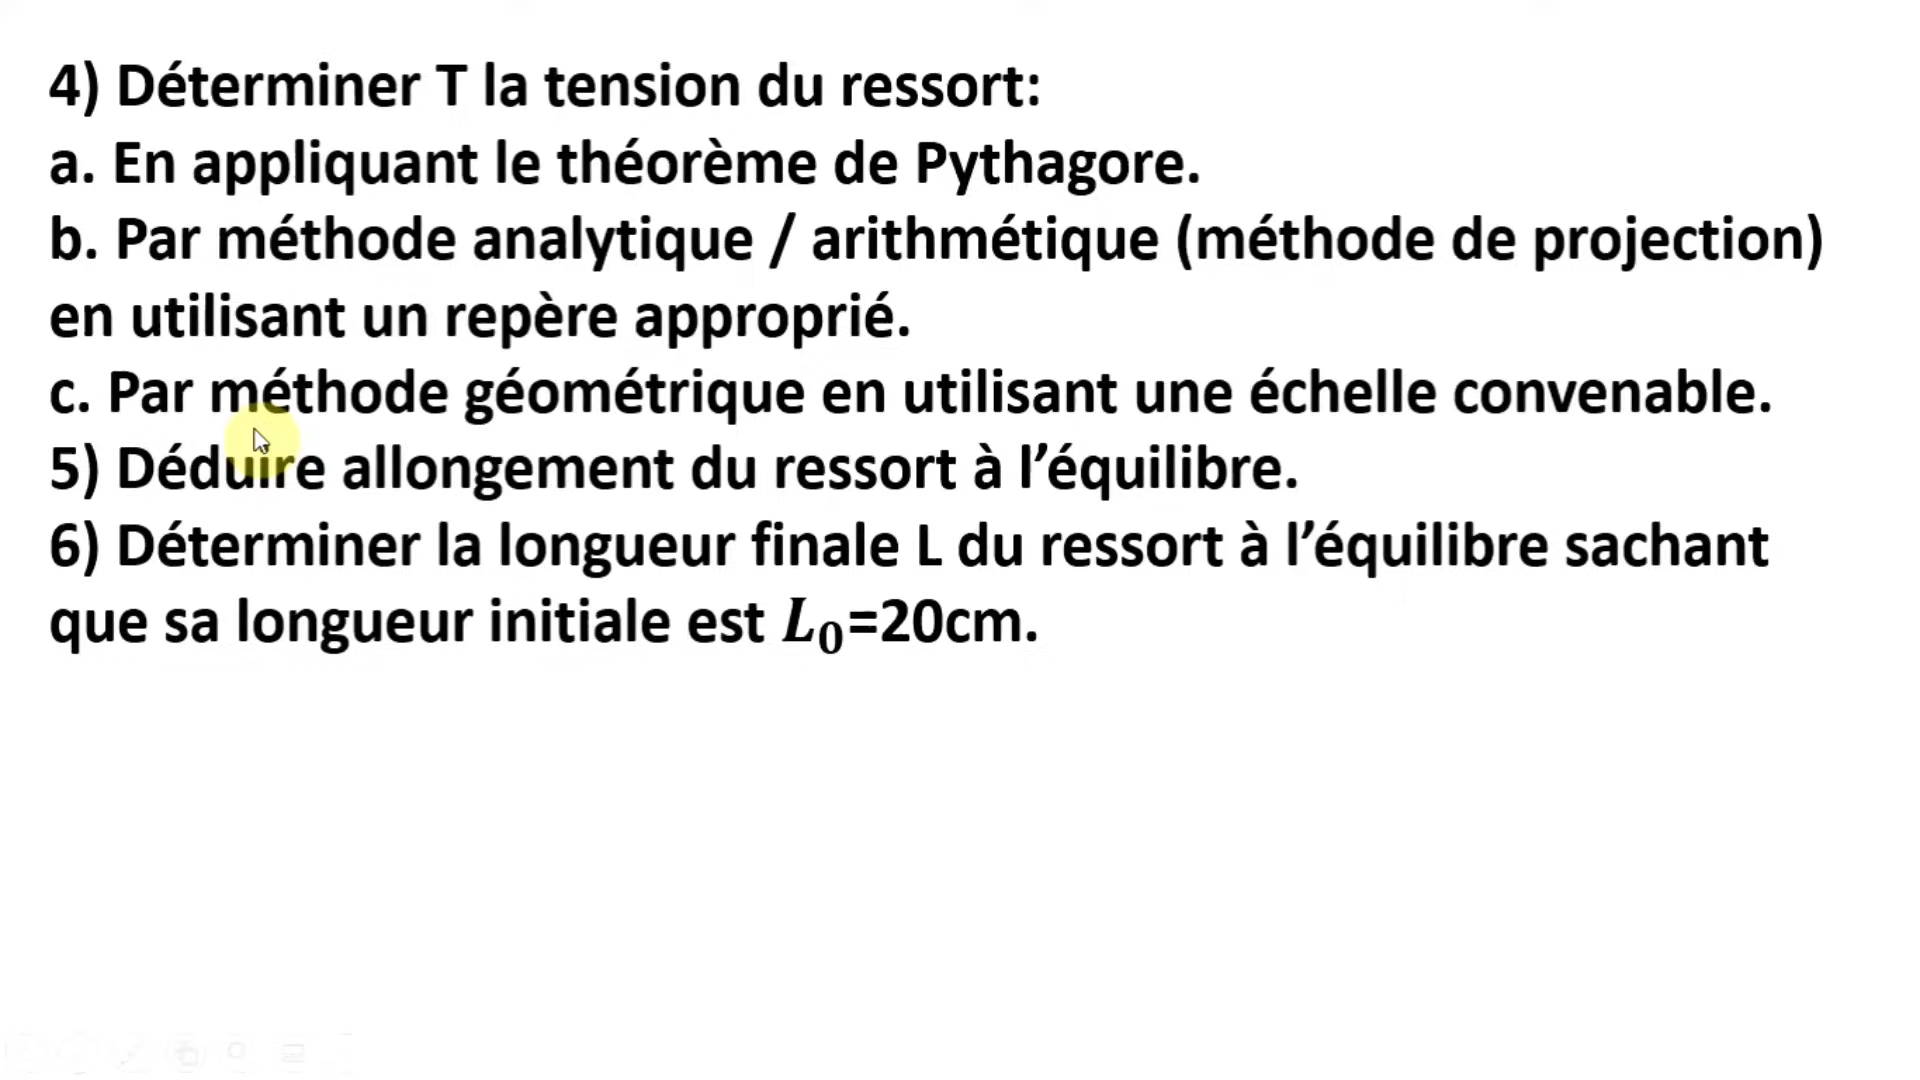 4) Déterminer T la tension du ressort:
a. En appliquant le théorème de Pythagore.
b. Par méthode analytique / arithmétique (méthode de projection)
en utilisant un repère approprié.
c. Par méthode géométrique en utilisant une échelle convenable.
5) Déduire allongement du ressort à l’équilibre.
6) Déterminer la longueur finale L du ressort à l’équilibre sachant
que sa longueur initiale est L₀=20cm.